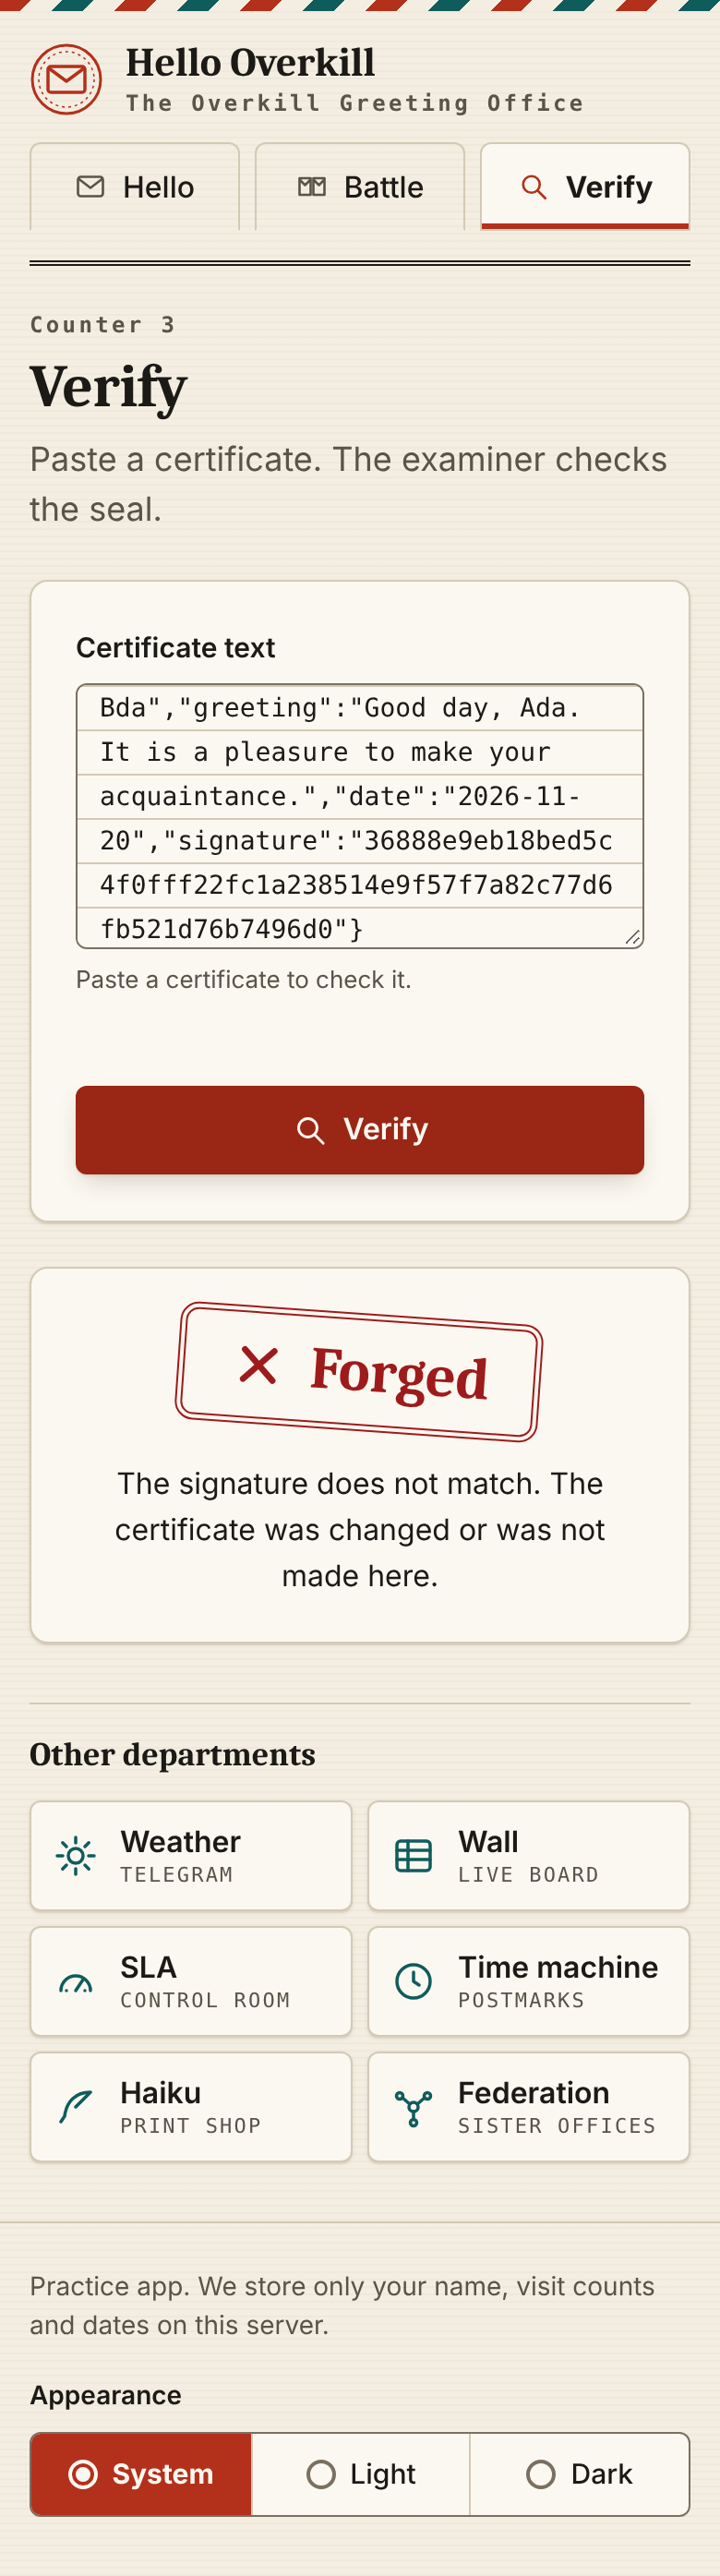 Hello Overkill
The Overkill Greeting Office
Hello
Battle
Verify
Counter 3
Verify
Paste a certificate. The examiner checks
the seal.
Certificate text
Bda","greeting":"Good day, Ada.
It is a pleasure to make your
acquaintance.","date":"2026-11-
20","signature":"36888e9eb18bed5c
4f0fff22fc1a238514e9f57f7a82c77d6
fb521d76b7496d0"}
Paste a certificate to check it.
Verify
Forged
The signature does not match. The
certificate was changed or was not
made here.
Other departments
Weather
TELEGRAM
Wall
LIVE BOARD
SLA
CONTROL ROOM
Time machine
POSTMARKS
Haiku
PRINT SHOP
Federation
SISTER OFFICES
Practice app. We store only your name, visit counts
and dates on this server.
Appearance
System
Light
Dark